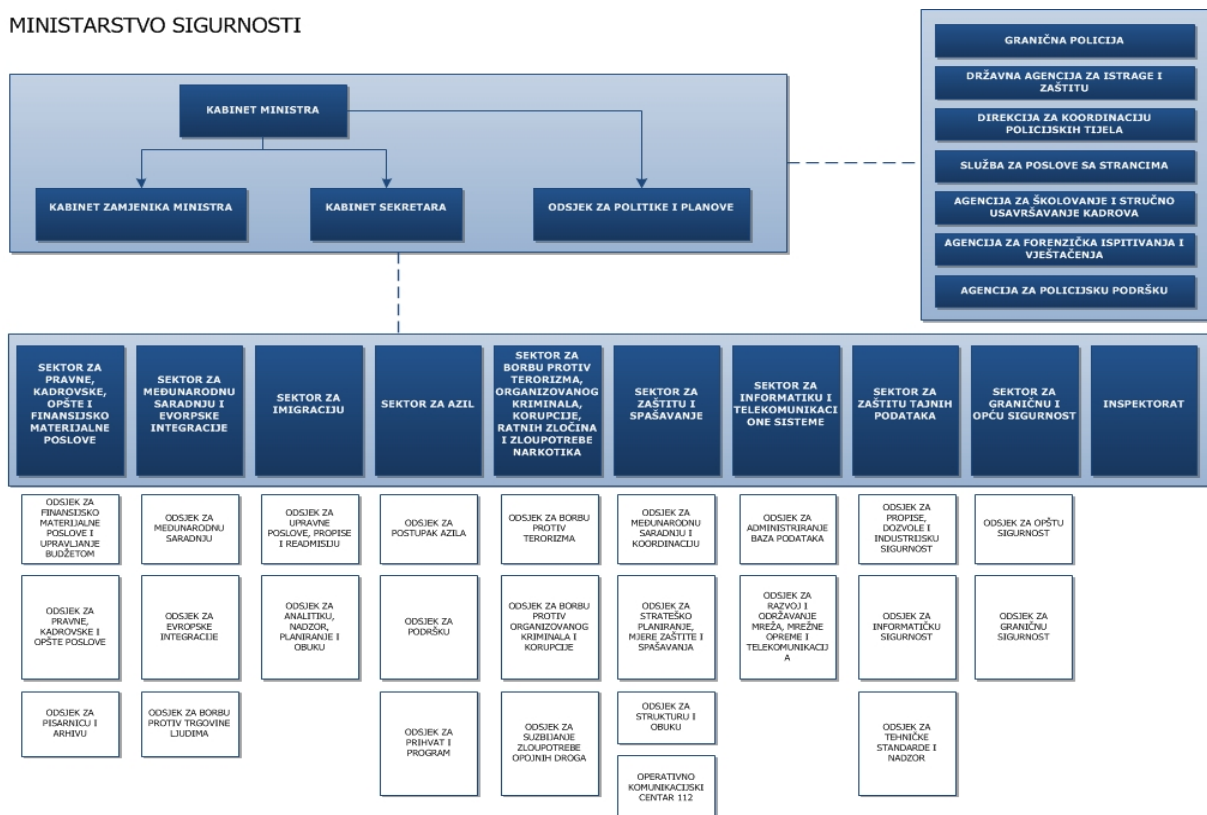 MINISTARSTVO SIGURNOSTI
KABINET MINISTRA
KABINET ZAMJENIKA MINISTRA
KABINET SEKRETARA
ODSJEK ZA POLITIKE I PLANOVE
GRANIČNA POLICIJA
DRŽAVNA AGENCIJA ZA ISTRAGE I
ZAŠTITU
DIREKCIJA ZA KOORDINACIJU
POLICIJSKIH TIJELA
SLUŽBA ZA POSLOVE SA STRANCIMA
AGENCIJA ZA ŠKOLOVANJE I STRUČNO
USAVRŠAVANJE KADROVA
AGENCIJA ZA FORENZIČKA ISPITIVANJA I
VJEŠTAČENJA
AGENCIJA ZA POLICIJSKU PODRŠKU
SEKTOR ZA
PRAVNE,
KADROVSKE,
OPŠTE I
FINANSIJSKO
MATERIJALNE
POSLOVE
SEKTOR ZA
MEĐUNARODNU
SARADNJU I
EVORPSKE
INTEGRACIJE
SEKTOR ZA
IMIGRACIJU
SEKTOR ZA AZIL
SEKTOR ZA
BORBU PROTIV
TERORIZMA,
ORGANIZOVANOG
KRIMINALA,
KORUPCIJE,
RATNIH ZLOČINA
I ZLOUPOTREBE
NARKOTIKA
SEKTOR ZA
ZAŠTITU I
SPAŠAVANJE
SEKTOR ZA
INFORMATIKU I
TELEKOMUNIKACI
ONE SISTEME
SEKTOR ZA
ZAŠTITU TAJNIH
PODATAKA
SEKTOR ZA
GRANIČNU I
OPĆU SIGURNOST
INSPEKTORAT
ODSJEK ZA
FINANSIJSKO
MATERIJALNE
POSLOVE I
UPRAVLJANJE
BUDŽETOM
ODSJEK ZA
MEĐUNARODNU
SARADNJU
ODSJEK ZA
UPRAVNE
POSLOVE, PROPISE
I READMISIJU
ODSJEK ZA
POSTUPAK AZILA
ODSJEK ZA BORBU
PROTIV
TERORIZMA
ODSJEK ZA
MEĐUNARODNU
SARADNJU I
KOORDINACIJU
ODSJEK ZA
ADMINISTRIRANJE
BAZA PODATAKA
ODSJEK ZA
PROPISE,
DOZVOLE I
INDUSTRIJSKU
SIGURNOST
ODSJEK ZA OPŠTU
SIGURNOST
ODSJEK ZA
PRAVNE,
KADROVSKE I
OPŠTE POSLOVE
ODSJEK ZA
EVROPSKE
INTEGRACIJE
ODSJEK ZA
ANALITIKU,
NADZOR,
PLANIRANJE I
OBUKU
ODSJEK ZA
PODRŠKU
ODSJEK ZA BORBU
PROTIV
ORGANIZOVANOG
KRIMINALA I
KORUPCIJE
ODSJEK ZA
STRATEŠKO
PLANIRANJE,
MJERE ZAŠTITE I
SPAŠAVANJA
ODSJEK ZA
RAZVOJ I
ODRŽAVANJE
MREŽA, MREŽNE
OPREME I
TELEKOMUNIKACIJ
A
ODSJEK ZA
INFORMATIČKU
SIGURNOST
ODSJEK ZA
GRANIČNU
SIGURNOST
ODSJEK ZA
PISARNICU I
ARHIVU
ODSJEK ZA BORBU
PROTIV TRGOVINE
LJUDIMA
ODSJEK ZA
PRIHVAT I
PROGRAM
ODSJEK ZA
SUZBIJANJE
ZLOUPOTREBE
OPOJNIH DROGA
ODSJEK ZA
STRUKTURU I
OBUKU
ODSJEK ZA
TEHNIČKE
STANDARDE I
NADZOR
OPERATIVNO
KOMUNIKACIJSKI
CENTAR 112